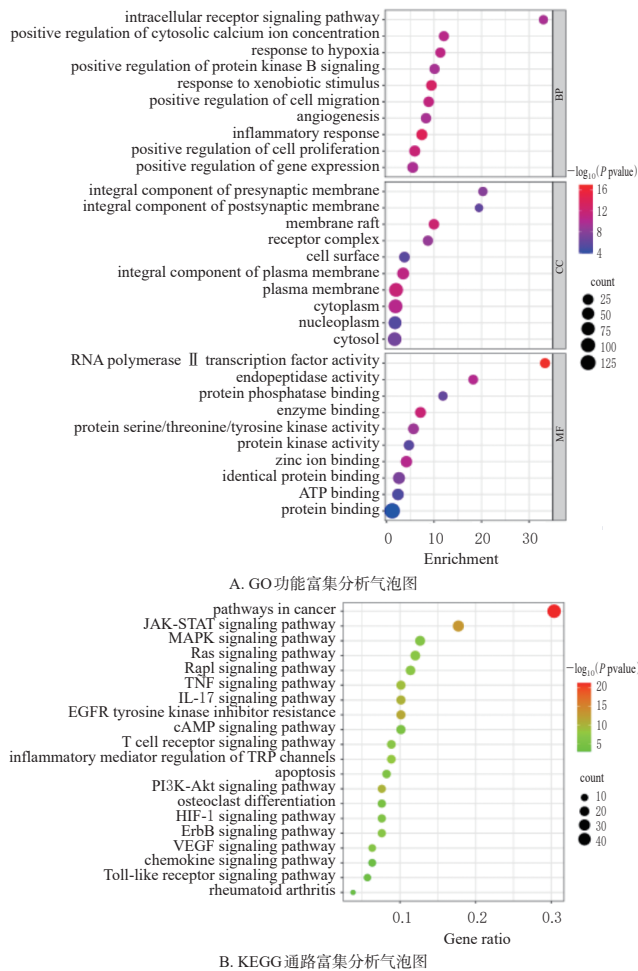 intracellular receptor signaling pathway
positive regulation of cytosolic calcium ion concentration
response to hypoxia
positive regulation of protein kinase B signaling
response to xenobiotic stimulus
positive regulation of cell migration
angiogenesis
inflammatory response
positive regulation of cell proliferation
positive regulation of gene expression
BP
integral component of presynaptic membrane
integral component of postsynaptic membrane
membrane raft
receptor complex
cell surface
integral component of plasma membrane
plasma membrane
cytoplasm
nucleoplasm
cytosol
CC
RNA polymerase Ⅱ transcription factor activity
endopeptidase activity
protein phosphatase binding
enzyme binding
protein serine/threonine/tyrosine kinase activity
protein kinase activity
zinc ion binding
identical protein binding
ATP binding
protein binding
MF
0 10 20 30
Enrichment
−log10(P pvalue)
16
12
8
4
count
25
50
75
100
125
A. GO功能富集分析气泡图
pathways in cancer
JAK-STAT signaling pathway
MAPK signaling pathway
Ras signaling pathway
Rapl signaling pathway
TNF signaling pathway
IL-17 signaling pathway
EGFR tyrosine kinase inhibitor resistance
cAMP signaling pathway
T cell receptor signaling pathway
inflammatory mediator regulation of TRP channels
apoptosis
PI3K-Akt signaling pathway
osteoclast differentiation
HIF-1 signaling pathway
ErbB signaling pathway
VEGF signaling pathway
chemokine signaling pathway
Toll-like receptor signaling pathway
rheumatoid arthritis
0.1 0.2 0.3
Gene ratio
−log10(P pvalue)
20
15
10
5
count
10
20
30
40
B. KEGG通路富集分析气泡图